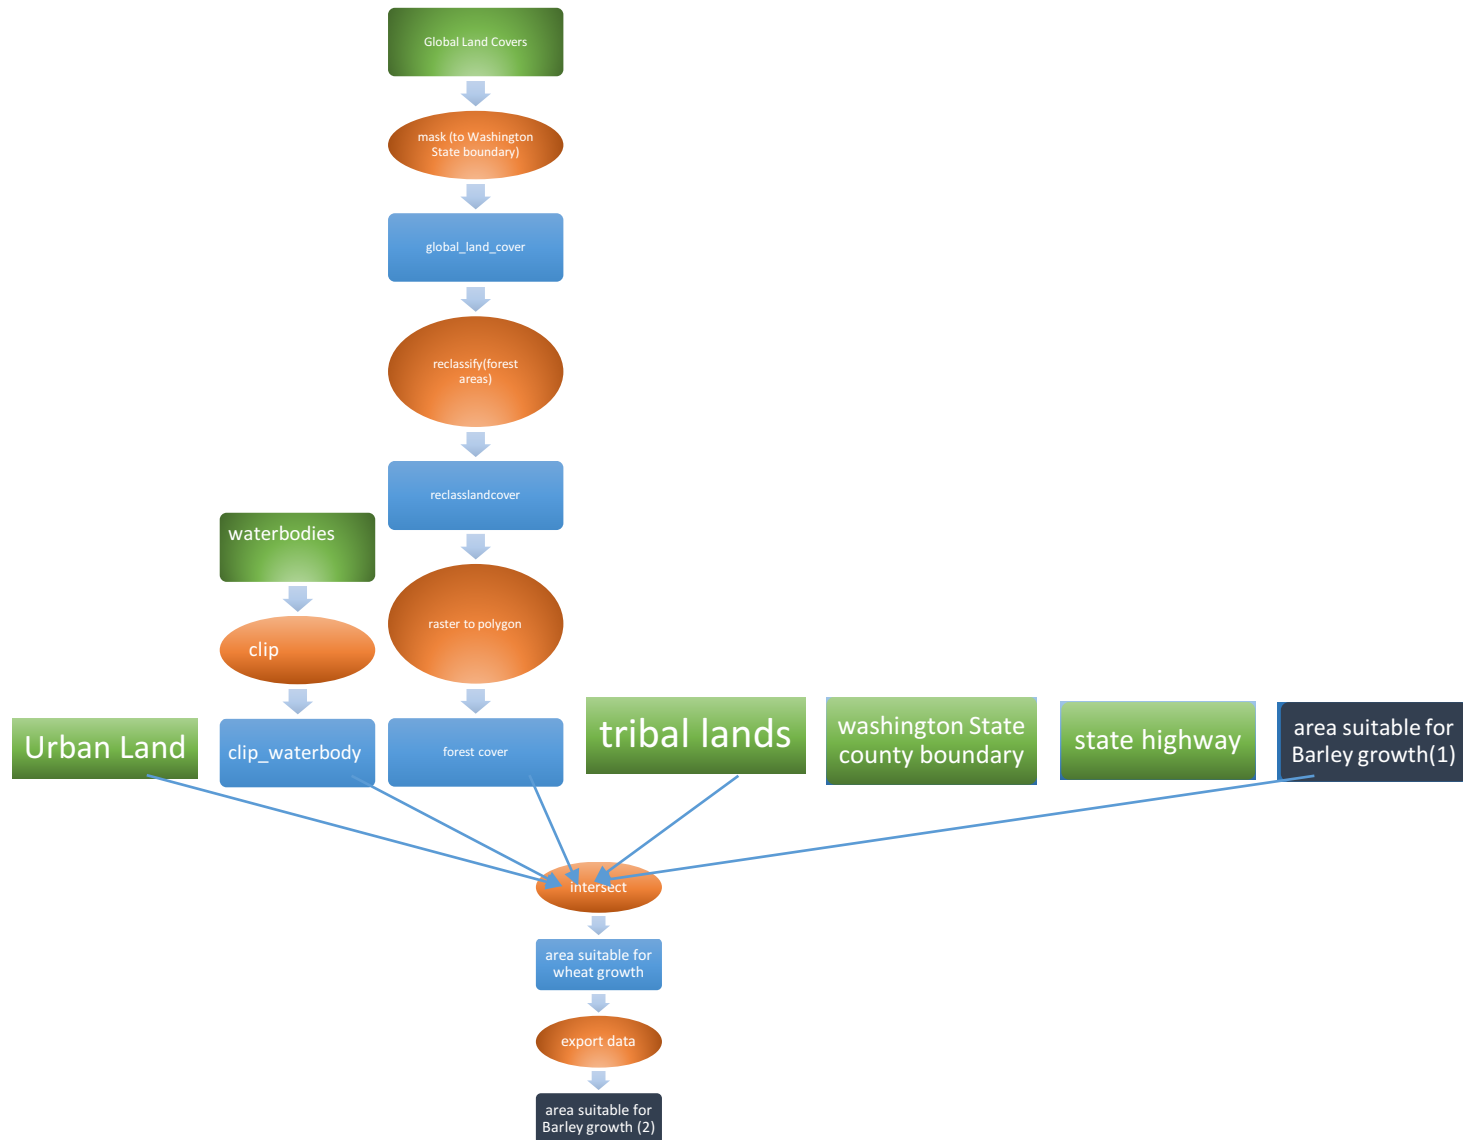 Global Land Covers
mask (to Washington
State boundary)
global_land_cover
reclassify(forest
areas)
reclasslandcover
waterbodies
raster to polygon
clip
Urban Land
clip_waterbody
forest cover
tribal lands
washington State
county boundary
state highway
area suitable for
Barley growth(1)
intersect
area suitable for
wheat growth
export data
area suitable for
Barley growth (2)